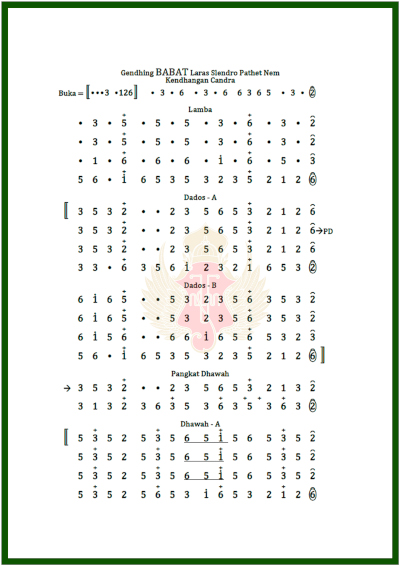 Gendhing BABAT Laras Slendro Pathet Nem
Kendhangan Candra
Buka = [•••3 •126] • 3 • 6 • 3 • 6 6 3 6 5 • 3 • 2
Lamba
• 3 • 5 • 5 • 5 • 3 • 6 • 3 • 2
• 3 • 5 • 5 • 5 • 3 • 6 • 3 • 2
• 1 • 6 • 6 • 6 • i • 6 • 5 • 3
5 6 • i 6 5 3 5 3 2 3 5 2 1 2 6
Dados - A
[ 3 5 3 2 • • 2 3 5 6 5 3 2 1 2 6
3 5 3 2 • • 2 3 5 6 5 3 2 1 2 6→PD
3 5 3 2 • • 2 3 5 6 5 3 2 1 2 6
3 3 • 6 3 5 6 i 2 3 2 1 6 5 3 2
Dados - B
6 i 6 5 • • 5 3 2 3 5 6 3 5 3 2
6 i 6 5 • • 5 3 2 3 5 6 3 5 3 2
6 i 5 6 • • 6 6 i 6 5 6 5 3 2 3
5 6 • i 6 5 3 5 3 2 3 5 2 1 2 6 ]
Pangkat Dhawah
→ 3 5 3 2 • • 2 3 5 6 5 3 2 1 3 2
3 1 3 2 3 6 3 5 3 6 3 5 3 6 3 2
Dhawah - A
[ 5 3 5 2 5 3 5 6 5 i 5 6 5 3 5 2
5 3 5 2 5 3 5 6 5 i 5 6 5 3 5 2
5 3 5 2 5 3 5 6 5 i 5 6 5 3 5 2
5 3 5 2 5 6 5 3 i 6 5 3 2 1 2 6